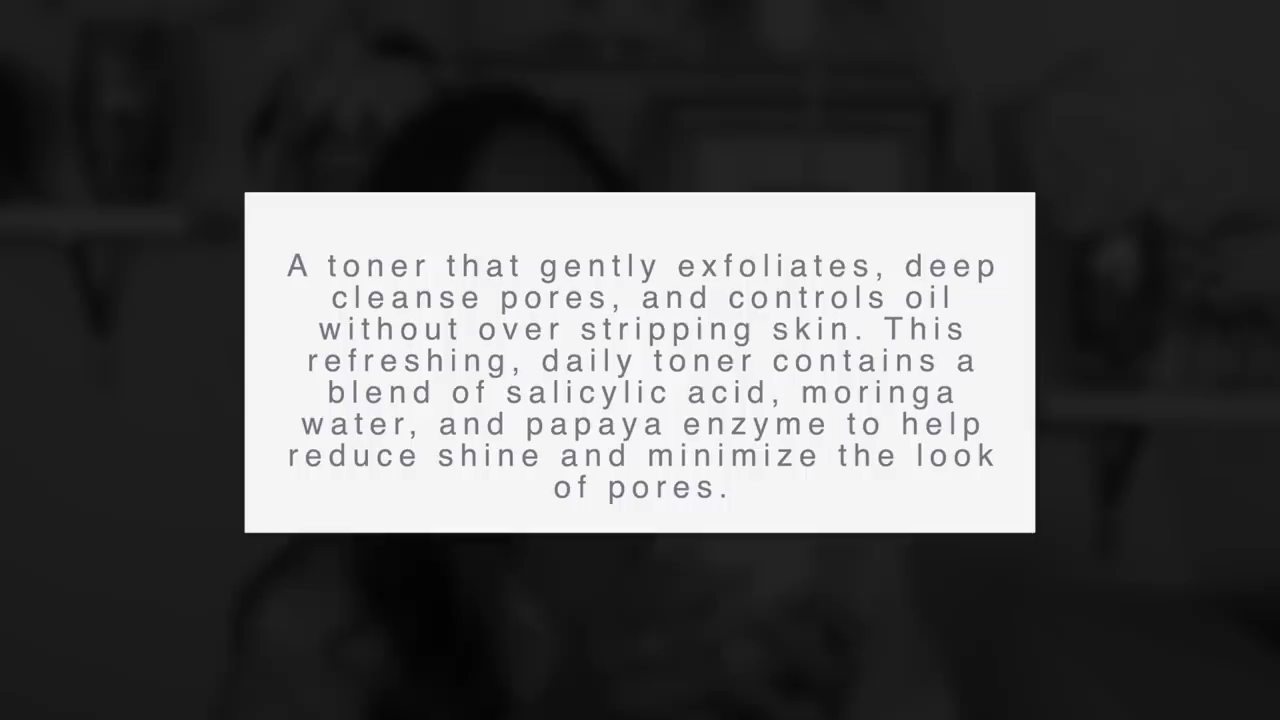 A toner that gently exfoliates, deep
cleanse pores, and controls oil
without over stripping skin. This
refreshing, daily toner contains a
blend of salicylic acid, moringa
water, and papaya enzyme to help
reduce shine and minimize the look
of pores.